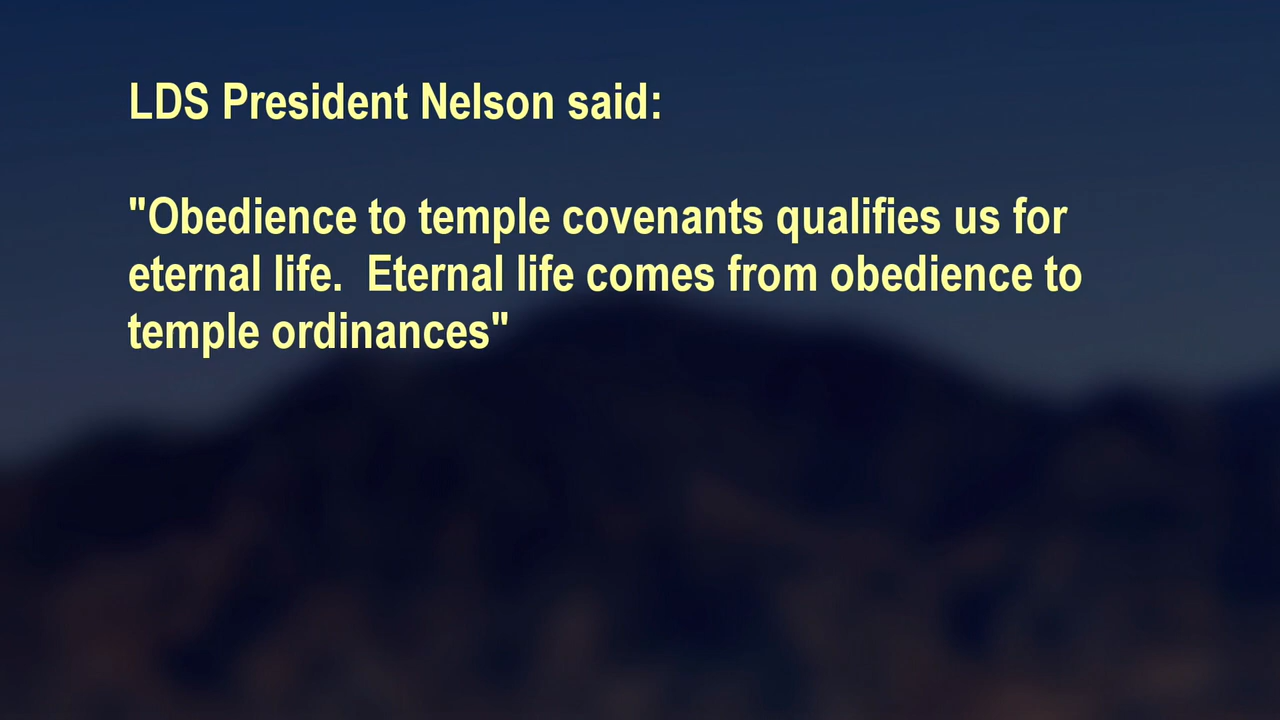 LDS President Nelson said:
"Obedience to temple covenants qualifies us for
eternal life.  Eternal life comes from obedience to
temple ordinances"